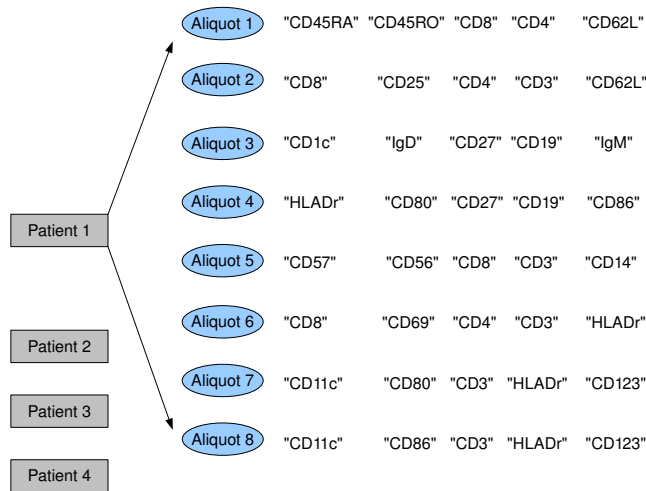 Aliquot 1 "CD45RA" "CD45RO" "CD8" "CD4" "CD62L"
Aliquot 2 "CD8" "CD25" "CD4" "CD3" "CD62L"
Aliquot 3 "CD1c" "IgD" "CD27" "CD19" "IgM"
Aliquot 4 "HLADr" "CD80" "CD27" "CD19" "CD86"
Patient 1
Aliquot 5 "CD57" "CD56" "CD8" "CD3" "CD14"
Aliquot 6 "CD8" "CD69" "CD4" "CD3" "HLADr"
Patient 2
Aliquot 7 "CD11c" "CD80" "CD3" "HLADr" "CD123"
Patient 3
Aliquot 8 "CD11c" "CD86" "CD3" "HLADr" "CD123"
Patient 4